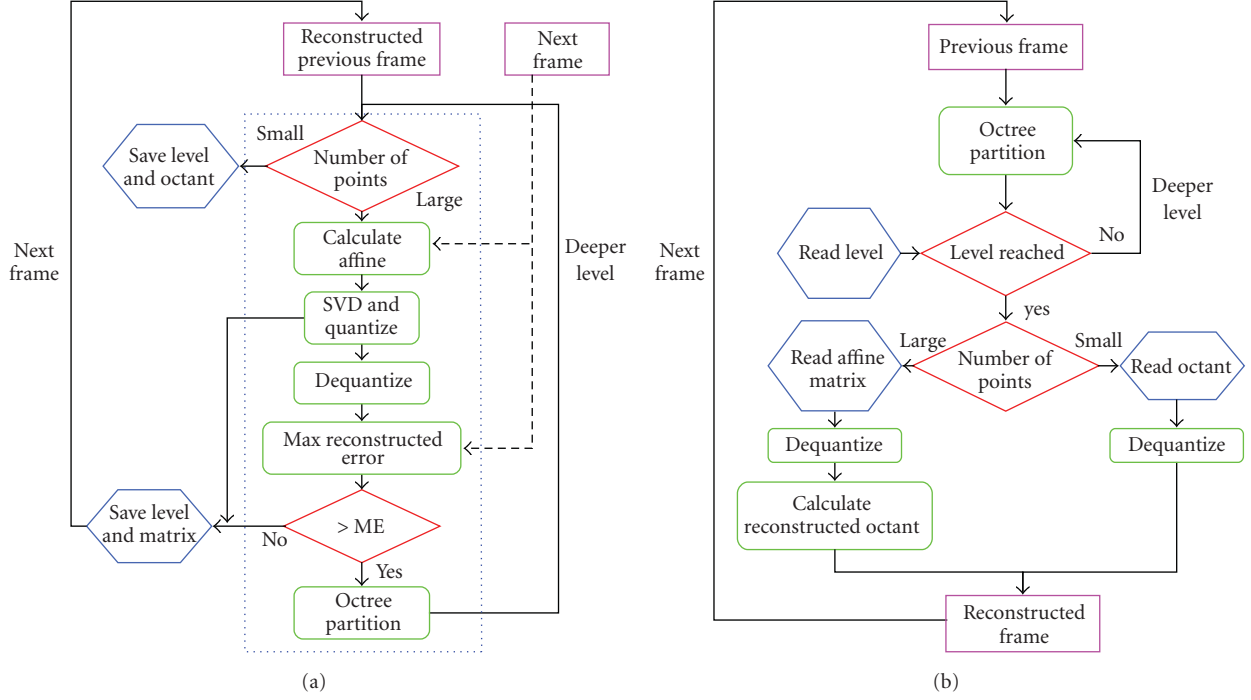 Reconstructed
previous frame
Next
frame
Small
Save level
and octant
Number of
points
Large
Calculate
affine
Next
frame
Deeper
level
SVD and
quantize
Dequantize
Max reconstructed
error
Save level
and matrix
> ME
No
Yes
Octree
partition
(a)
Previous frame
Octree
partition
Deeper
level
Next
frame
Read level
Level reached
No
yes
Large
Small
Read affine
matrix
Number of
points
Read octant
Dequantize
Dequantize
Calculate
reconstructed octant
Reconstructed
frame
(b)